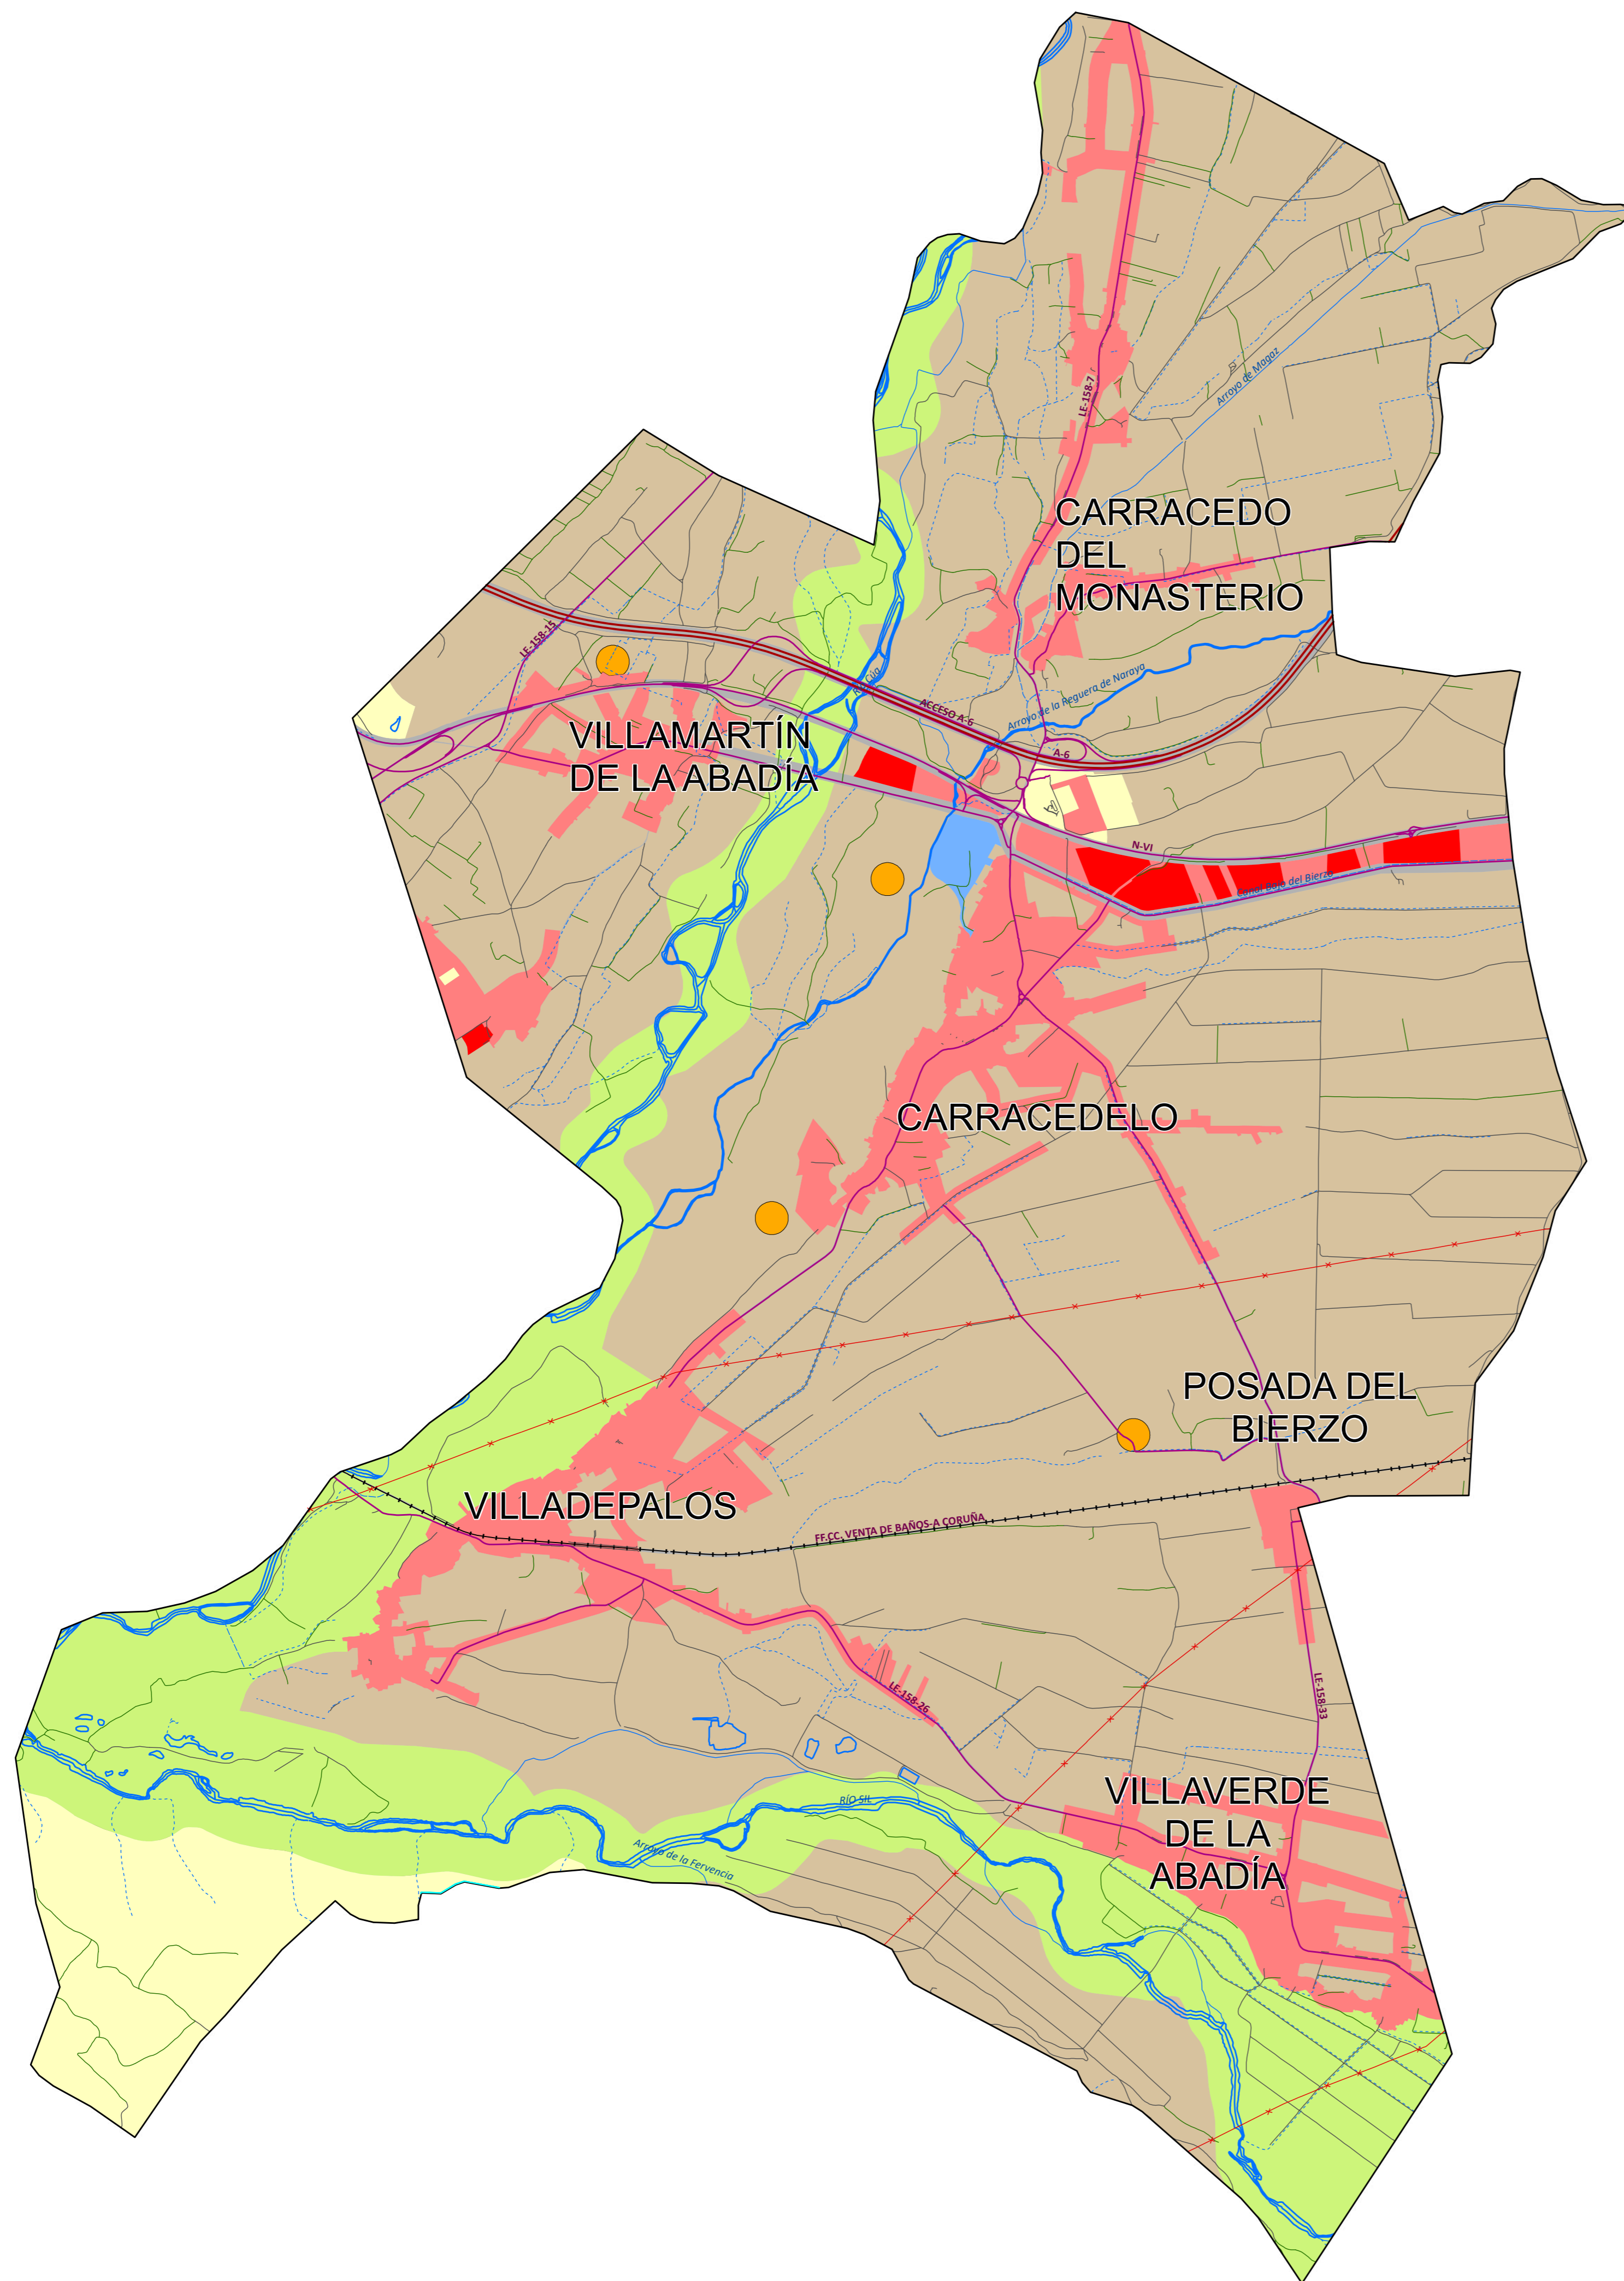 LE-158-7
Arroyo de Magaz
CARRACEDO
DEL
MONASTERIO
LE-158-15
Río Cúa
ACCESO A-6
Arroyo de la Reguera de Naraya
A-6
VILLAMARTÍN
DE LA ABADÍA
N-VI
Canal Bajo del Bierzo
CARRACEDELO
POSADA DEL
BIERZO
VILLADEPALOS
FF.CC. VENTA DE BAÑOS-A CORUÑA
LE-158-26
LE-158-33
VILLAVERDE
DE LA
ABADÍA
RÍO SIL
Arroyo de la Fervencia